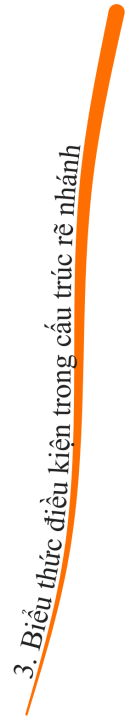 3. Biểu thức điều kiện trong cấu trúc rẽ nhánh